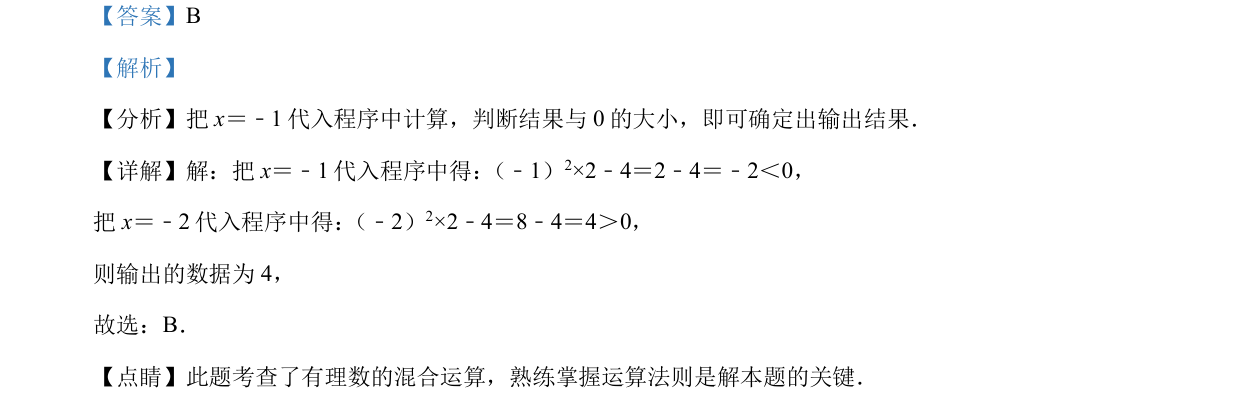 【答案】B
【解析】
【分析】把 x=﹣1 代入程序中计算，判断结果与 0 的大小，即可确定出输出结果．
【详解】解：把 x=﹣1 代入程序中得：（﹣1）²×2﹣4=2﹣4=﹣2＜0，
把 x=﹣2 代入程序中得：（﹣2）²×2﹣4=8﹣4=4＞0，
则输出的数据为 4，
故选：B．
【点睛】此题考查了有理数的混合运算，熟练掌握运算法则是解本题的关键．